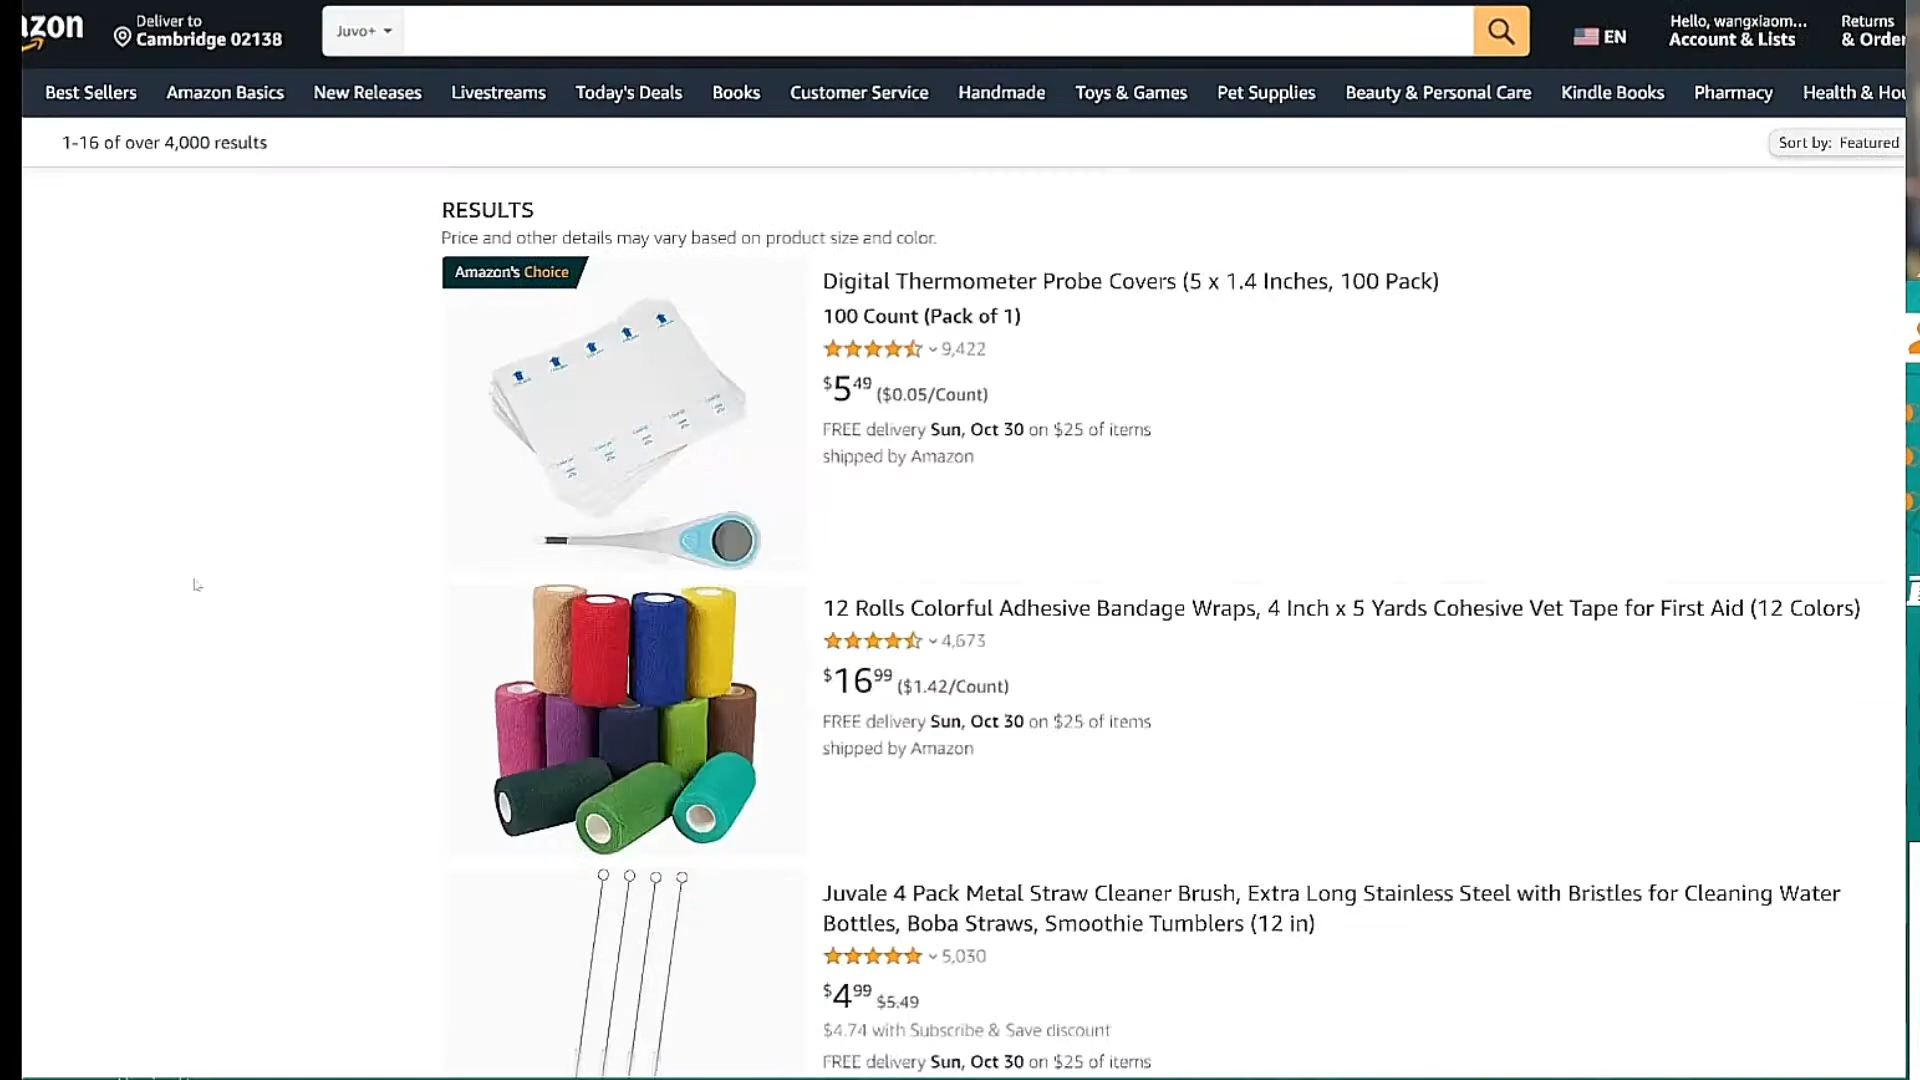 azon
Deliver to
Cambridge 02138
Juvo+
EN
Hello, wangxiaom...
Account & Lists
Returns
& Order
Best Sellers
Amazon Basics
New Releases
Livestreams
Today's Deals
Books
Customer Service
Handmade
Toys & Games
Pet Supplies
Beauty & Personal Care
Kindle Books
Pharmacy
Health & Hou
1-16 of over 4,000 results
Sort by: Featured
RESULTS
Price and other details may vary based on product size and color.
Amazon's Choice
Digital Thermometer Probe Covers (5 x 1.4 Inches, 100 Pack)
100 Count (Pack of 1)
9,422
$5 49 ($0.05/Count)
FREE delivery Sun, Oct 30 on $25 of items
shipped by Amazon
12 Rolls Colorful Adhesive Bandage Wraps, 4 Inch x 5 Yards Cohesive Vet Tape for First Aid (12 Colors)
4,673
$16 99 ($1.42/Count)
FREE delivery Sun, Oct 30 on $25 of items
shipped by Amazon
Juvale 4 Pack Metal Straw Cleaner Brush, Extra Long Stainless Steel with Bristles for Cleaning Water
Bottles, Boba Straws, Smoothie Tumblers (12 in)
5,030
$4 99 $5.49
$4.74 with Subscribe & Save discount
FREE delivery Sun, Oct 30 on $25 of items